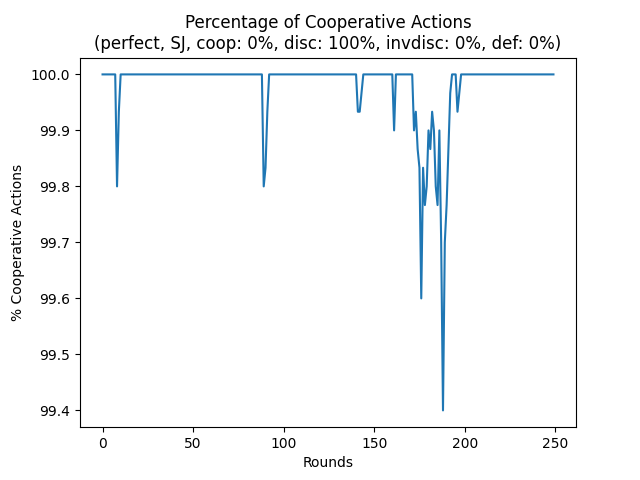 Percentage of Cooperative Actions
(perfect, SJ, coop: 0%, disc: 100%, invdisc: 0%, def: 0%)
100.0
99.9
99.8
99.7
99.6
99.5
99.4
% Cooperative Actions
0 50 100 150 200 250
Rounds